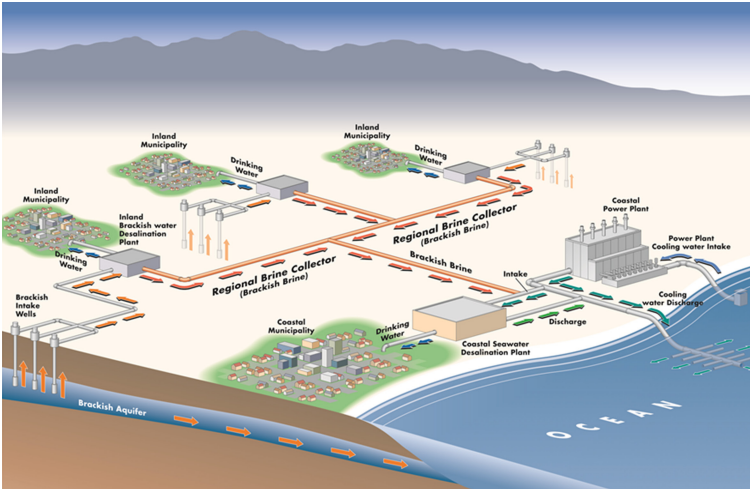 Inland
Municipality
Drinking
Water
Inland
Municipality
Drinking
Water
Inland
Municipality
Inland
Brackish water
Desalination
Plant
Drinking
Water
Coastal
Power Plant
Power Plant
Cooling water Intake
Regional Brine Collector
(Brackish Brine)
Brackish Brine
Regional Brine Collector
(Brackish Brine)
Intake
Cooling
water Discharge
Brackish
Intake
Wells
Coastal
Municipality
Drinking
Water
Discharge
Coastal Seawater
Desalination Plant
Brackish Aquifer
OCEAN